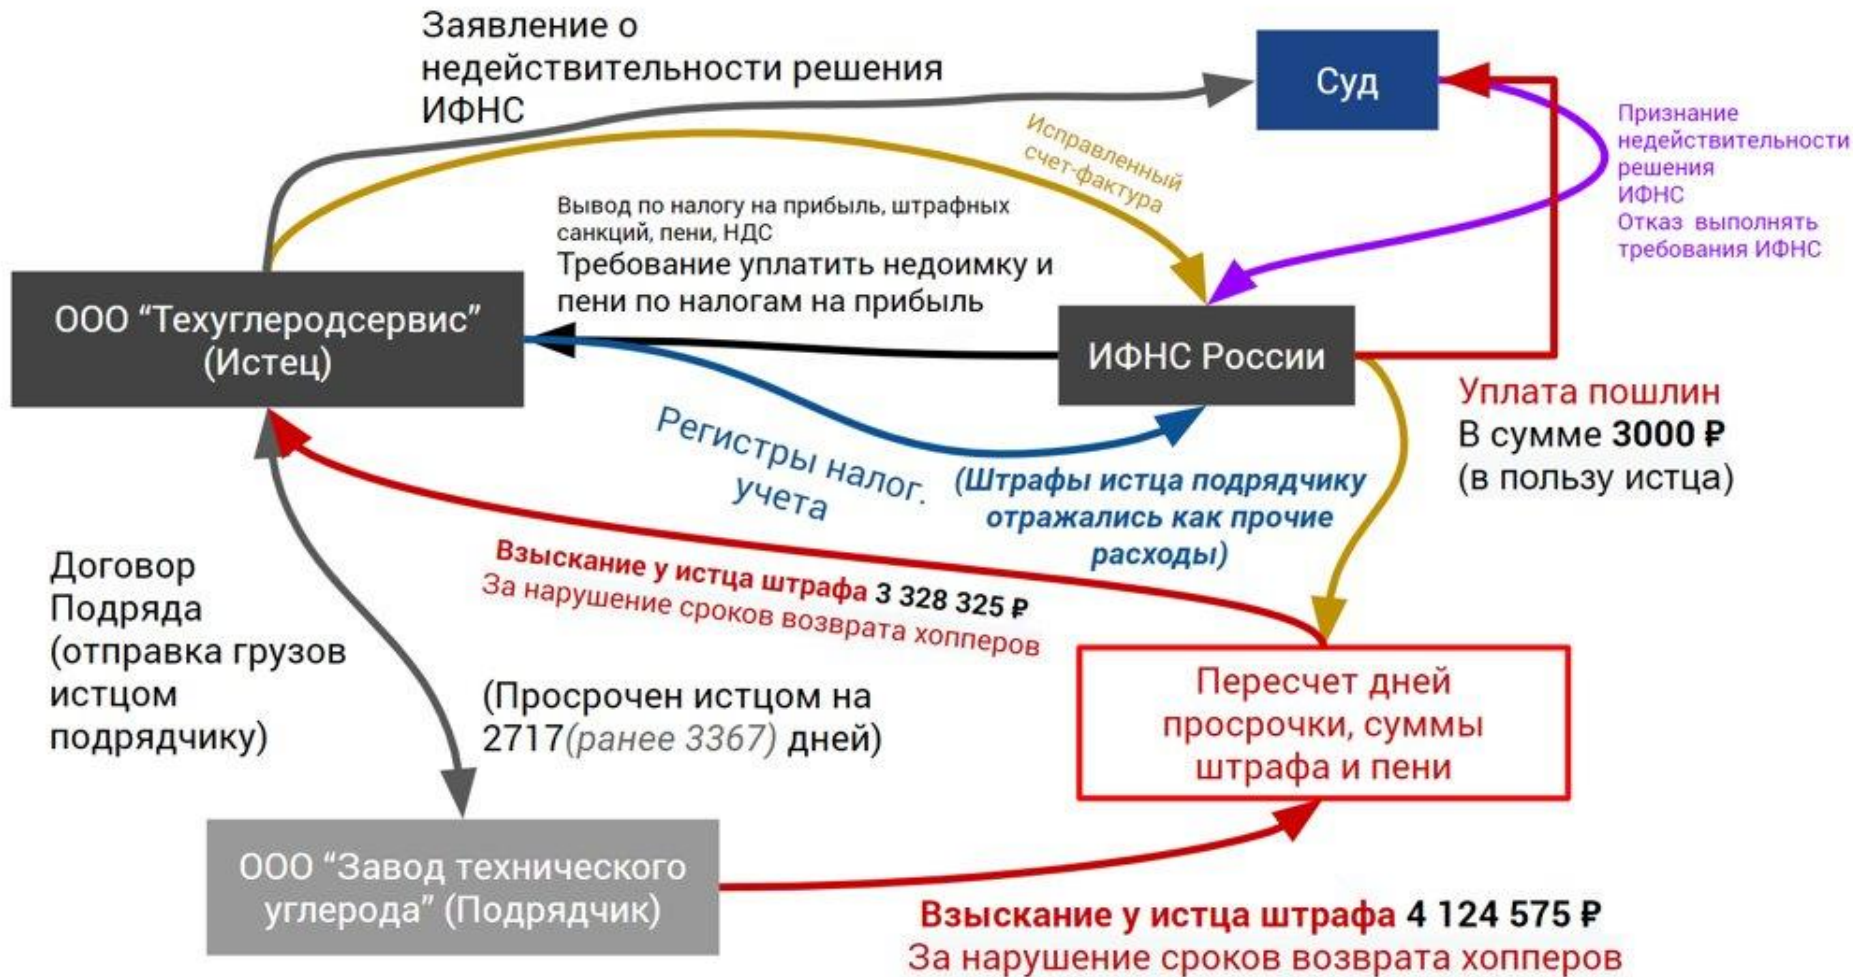 Заявление о
недействительности решения
ИФНС
Суд
Признание
недействительности
решения
ИФНС
Отказ выполнять
требования ИФНС
Исправленный
счет-фактура
Вывод по налогу на прибыль, штрафных
санкций, пени, НДС
Требование уплатить недоимку и
пени по налогам на прибыль
ООО “Техуглеродсервис”
(Истец)
ИФНС России
Уплата пошлин
В сумме 3000 ₽
(в пользу истца)
Регистры налог.
учета
(Штрафы истца подрядчику
отражались как прочие
расходы)
Взыскание у истца штрафа 3 328 325 ₽
За нарушение сроков возврата хопперов
Договор
Подряда
(отправка грузов
истцом
подрядчику)
(Просрочен истцом на
2717(ранее 3367) дней)
Пересчет дней
просрочки, суммы
штрафа и пени
ООО “Завод технического
углерода” (Подрядчик)
Взыскание у истца штрафа 4 124 575 ₽
За нарушение сроков возврата хопперов